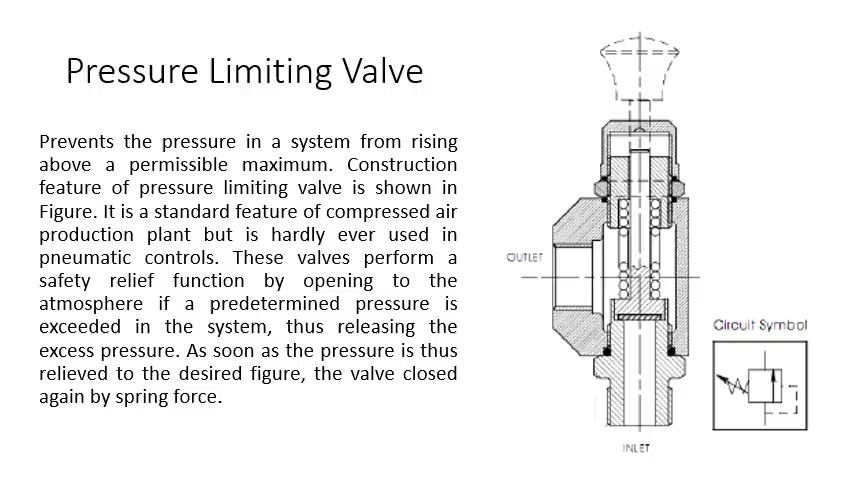 Pressure Limiting Valve
Prevents the pressure in a system from rising
above a permissible maximum. Construction
feature of pressure limiting valve is shown in
Figure. It is a standard feature of compressed air
production plant but is hardly ever used in
pneumatic controls. These valves perform a
safety relief function by opening to the
atmosphere if a predetermined pressure is
exceeded in the system, thus releasing the
excess pressure. As soon as the pressure is thus
relieved to the desired figure, the valve closed
again by spring force.
OUTLET
Circuit Symbol
INLET